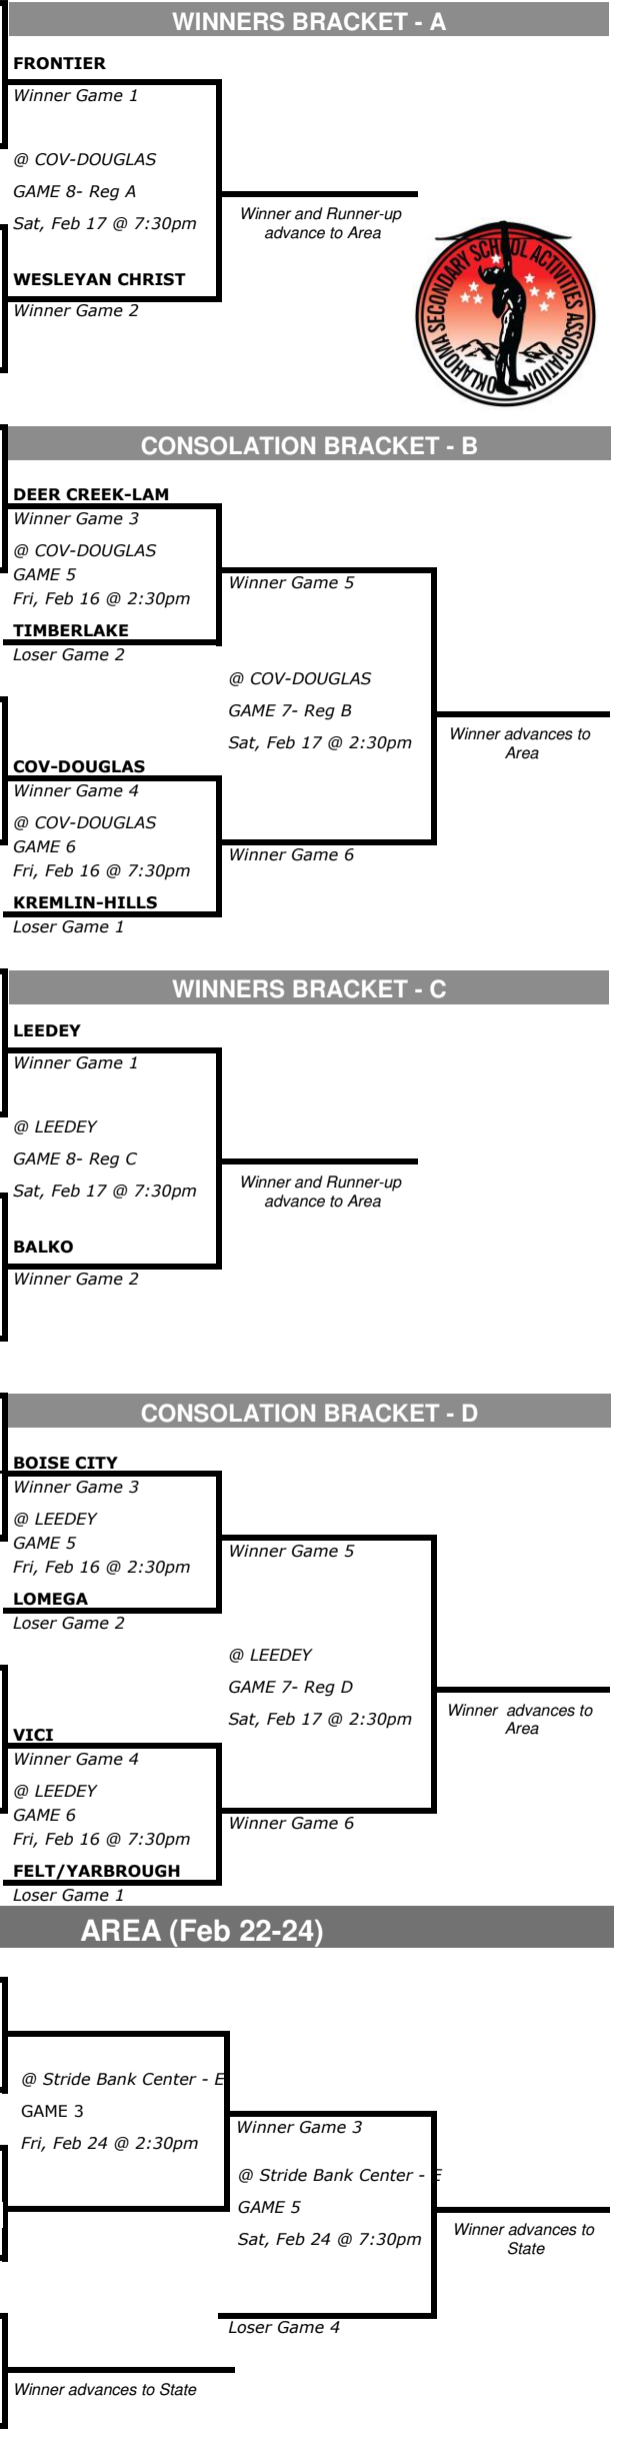 WINNERS BRACKET - A
FRONTIER
Winner Game 1
@ COV-DOUGLAS
GAME 8- Reg A
Sat, Feb 17 @ 7:30pm
Winner and Runner-up
advance to Area
WESLEYAN CHRIST
Winner Game 2
OKLAHOMA SECONDARY SCHOOL ACTIVITIES ASSOCIATION
CONSOLATION BRACKET - B
DEER CREEK-LAM
Winner Game 3
@ COV-DOUGLAS
GAME 5
Fri, Feb 16 @ 2:30pm
Winner Game 5
TIMBERLAKE
Loser Game 2
@ COV-DOUGLAS
GAME 7- Reg B
Sat, Feb 17 @ 2:30pm
Winner advances to
Area
COV-DOUGLAS
Winner Game 4
@ COV-DOUGLAS
GAME 6
Fri, Feb 16 @ 7:30pm
Winner Game 6
KREMLIN-HILLS
Loser Game 1
WINNERS BRACKET - C
LEEDEY
Winner Game 1
@ LEEDEY
GAME 8- Reg C
Sat, Feb 17 @ 7:30pm
Winner and Runner-up
advance to Area
BALKO
Winner Game 2
CONSOLATION BRACKET - D
BOISE CITY
Winner Game 3
@ LEEDEY
GAME 5
Fri, Feb 16 @ 2:30pm
Winner Game 5
LOMEGA
Loser Game 2
@ LEEDEY
GAME 7- Reg D
Sat, Feb 17 @ 2:30pm
Winner advances to
Area
VICI
Winner Game 4
@ LEEDEY
GAME 6
Fri, Feb 16 @ 7:30pm
Winner Game 6
FELT/YARBROUGH
Loser Game 1
AREA (Feb 22-24)
@ Stride Bank Center - E
GAME 3
Fri, Feb 24 @ 2:30pm
Winner Game 3
@ Stride Bank Center - E
GAME 5
Sat, Feb 24 @ 7:30pm
Winner advances to
State
Loser Game 4
Winner advances to State